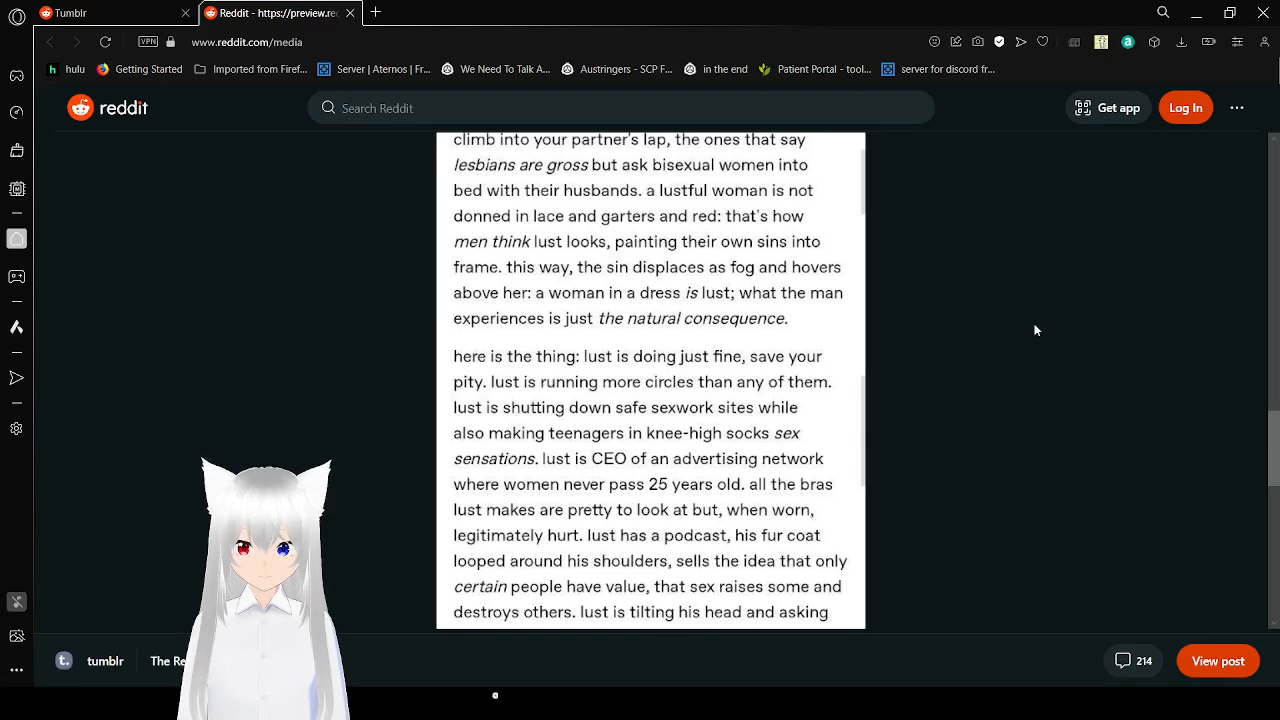 Tumblr
Reddit - https://preview.red
VPN
www.reddit.com/media
hulu
Getting Started
Imported from Firef...
Server | Aternos | Fr...
We Need To Talk A...
Austringers - SCP F...
in the end
Patient Portal - tool...
server for discord fr...
reddit
Search Reddit
Get app
Log In
climb into your partner's lap, the ones that say
lesbians are gross but ask bisexual women into
bed with their husbands. a lustful woman is not
donned in lace and garters and red: that's how
men think lust looks, painting their own sins into
frame. this way, the sin displaces as fog and hovers
above her: a woman in a dress is lust; what the man
experiences is just the natural consequence.
here is the thing: lust is doing just fine, save your
pity. lust is running more circles than any of them.
lust is shutting down safe sexwork sites while
also making teenagers in knee-high socks sex
sensations. lust is CEO of an advertising network
where women never pass 25 years old. all the bras
lust makes are pretty to look at but, when worn,
legitimately hurt. lust has a podcast, his fur coat
looped around his shoulders, sells the idea that only
certain people have value, that sex raises some and
destroys others. lust is tilting his head and asking
tumblr
The Re
214
View post